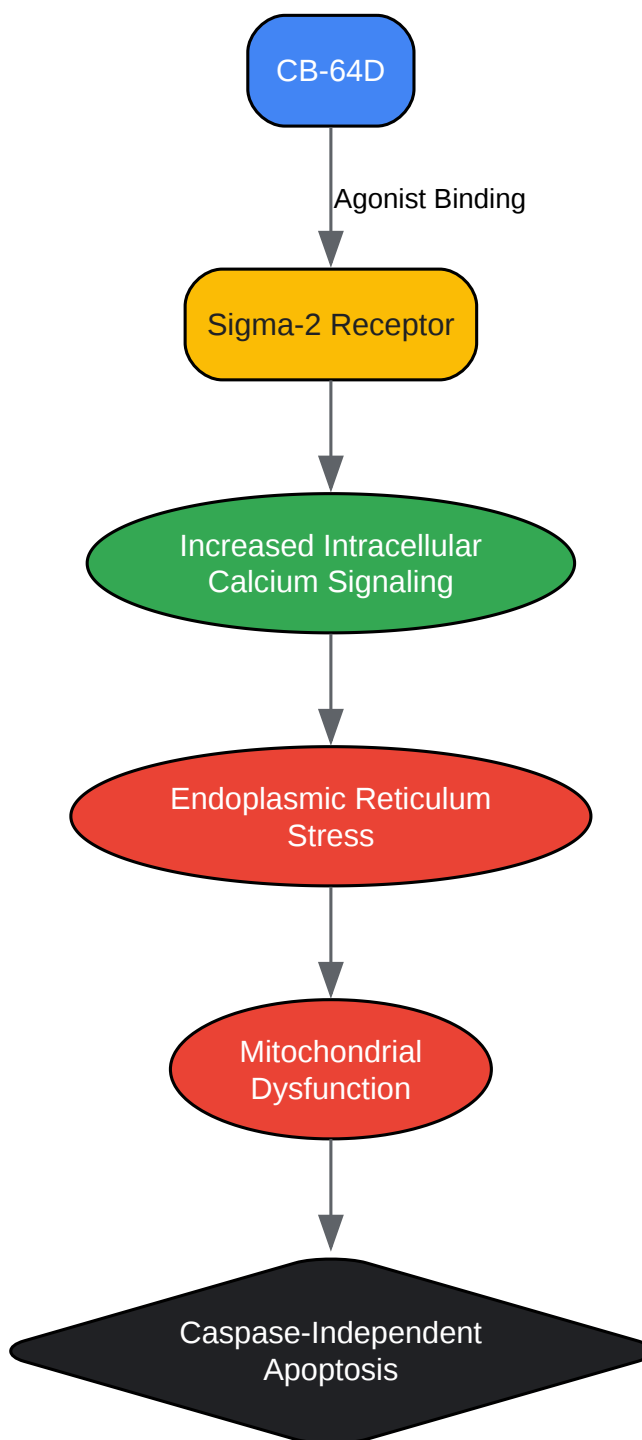 CB-64D
Agonist Binding
Sigma-2 Receptor
Increased Intracellular
Calcium Signaling
Endoplasmic Reticulum
Stress
Mitochondrial
Dysfunction
Caspase-Independent
Apoptosis